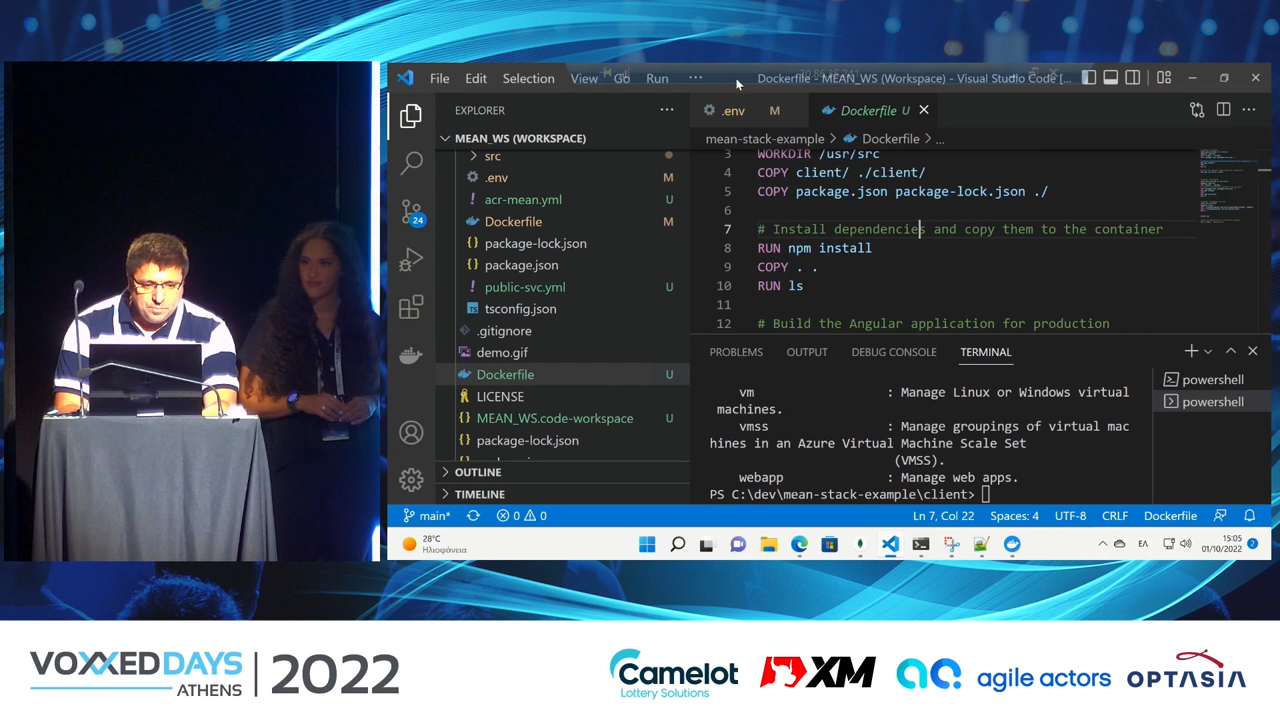 File Edit Selection View Go Run ··· Dockerfile - MEAN_WS (Workspace) - Visual Studio Code [...
EXPLORER ···
MEAN_WS (WORKSPACE)
src
.env M
acr-mean.yml U
Dockerfile M
package-lock.json
package.json
public-svc.yml U
tsconfig.json
.gitignore
demo.gif
Dockerfile U
LICENSE
MEAN_WS.code-workspace U
package-lock.json
OUTLINE
TIMELINE
24
.env M Dockerfile U
mean-stack-example > Dockerfile > ...
3 WORKDIR /usr/src
4 COPY client/ ./client/
5 COPY package.json package-lock.json ./
6
7 # Install dependencies and copy them to the container
8 RUN npm install
9 COPY . .
10 RUN ls
11
12 # Build the Angular application for production
PROBLEMS OUTPUT DEBUG CONSOLE TERMINAL
vm : Manage Linux or Windows virtual
machines.
vmss : Manage groupings of virtual mac
hines in an Azure Virtual Machine Scale Set
(VMSS).
webapp : Manage web apps.
PS C:\dev\mean-stack-example\client>
powershell
powershell
main* 0 0 Ln 7, Col 22 Spaces: 4 UTF-8 CRLF Dockerfile
28°C
Ηλιοφάνεια
ΕΛ
15:05
01/10/2022 2
VOXXED DAYS
ATHENS
2022
Camelot
Lottery Solutions
XM
agile actors
OPTASIA